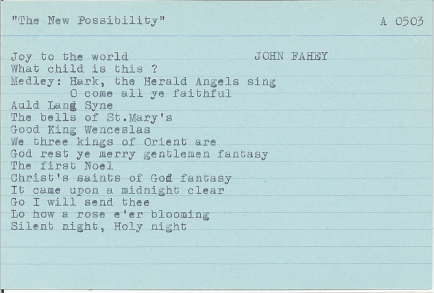 "The New Possibility" A 0503
Joy to the world JOHN FAHEY
What child is this ?
Medley: Hark, the Herald Angels sing
O come all ye faithful
Auld Lang Syne
The bells of St.Mary's
Good King Wenceslas
We three kings of Orient are
God rest ye merry gentlemen fantasy
The first Noel
Christ's saints of God fantasy
It came upon a midnight clear
Go I will send thee
Lo how a rose e'er blooming
Silent night, Holy night